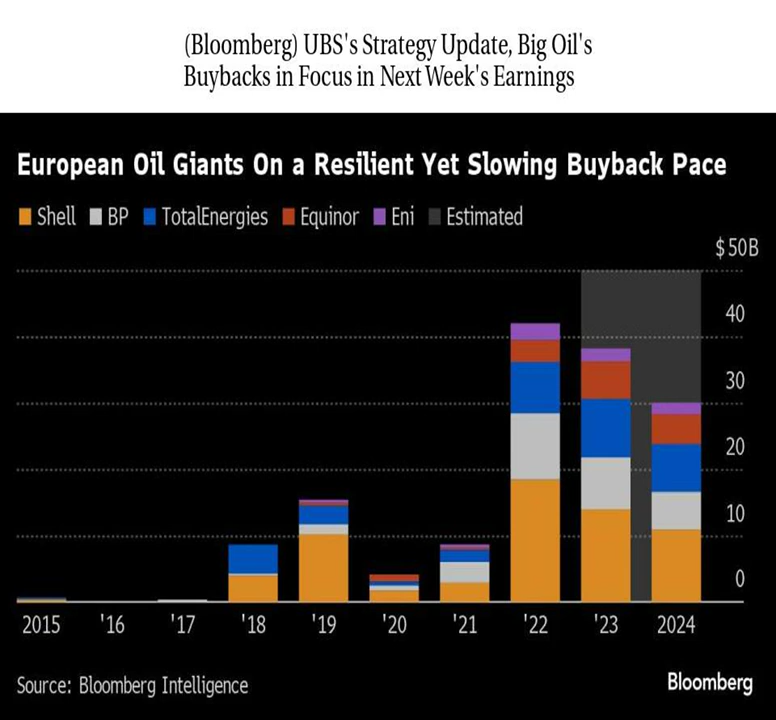 (Bloomberg) UBS's Strategy Update, Big Oil's
Buybacks in Focus in Next Week's Earnings
European Oil Giants On a Resilient Yet Slowing Buyback Pace
Shell BP TotalEnergies Equinor Eni Estimated
$50B
40
30
20
10
0
2015 '16 '17 '18 '19 '20 '21 '22 '23 2024
Source: Bloomberg Intelligence
Bloomberg